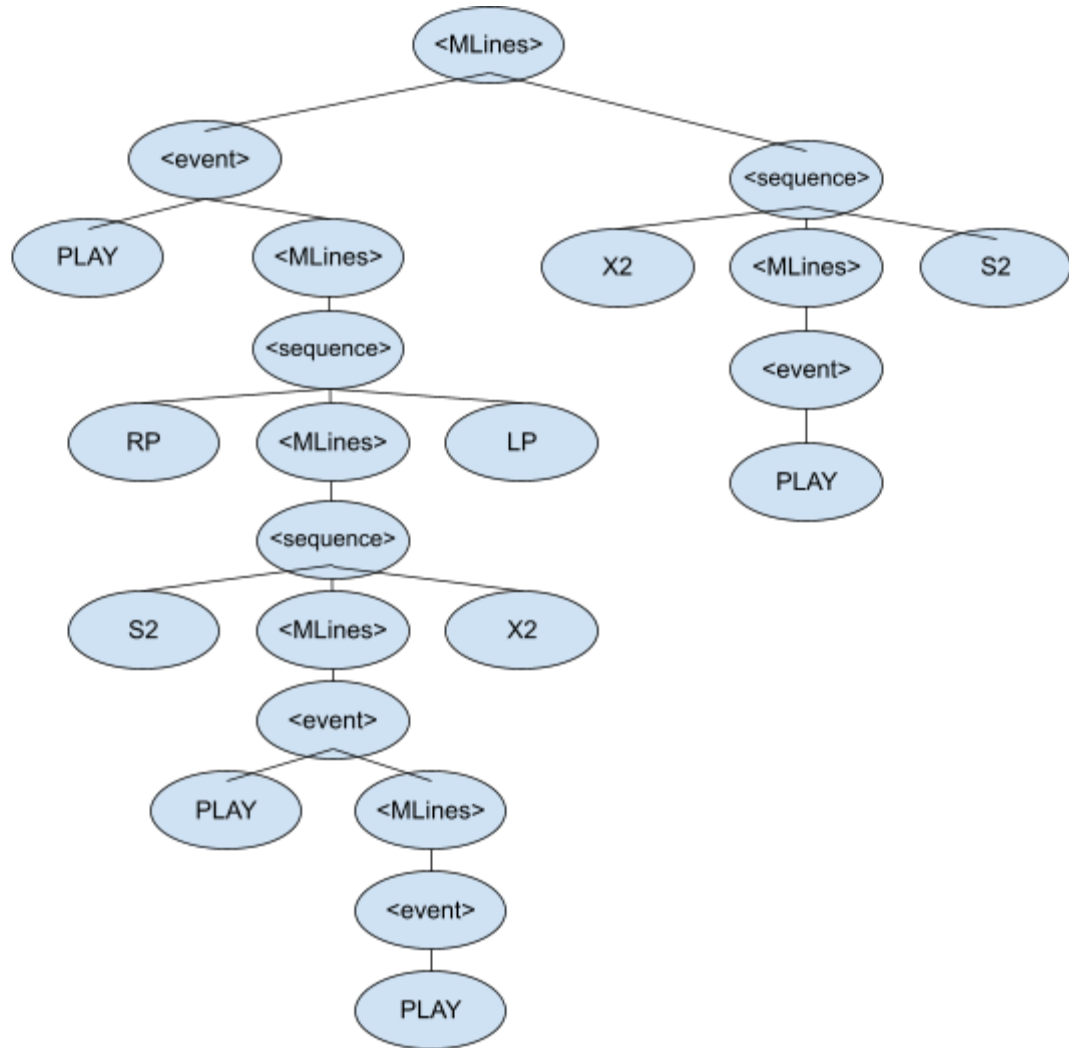 <MLines>
<event>
<sequence>
PLAY
<MLines>
X2
<MLines>
S2
<sequence>
<event>
RP
<MLines>
LP
PLAY
<sequence>
S2
<MLines>
X2
<event>
PLAY
<MLines>
<event>
PLAY